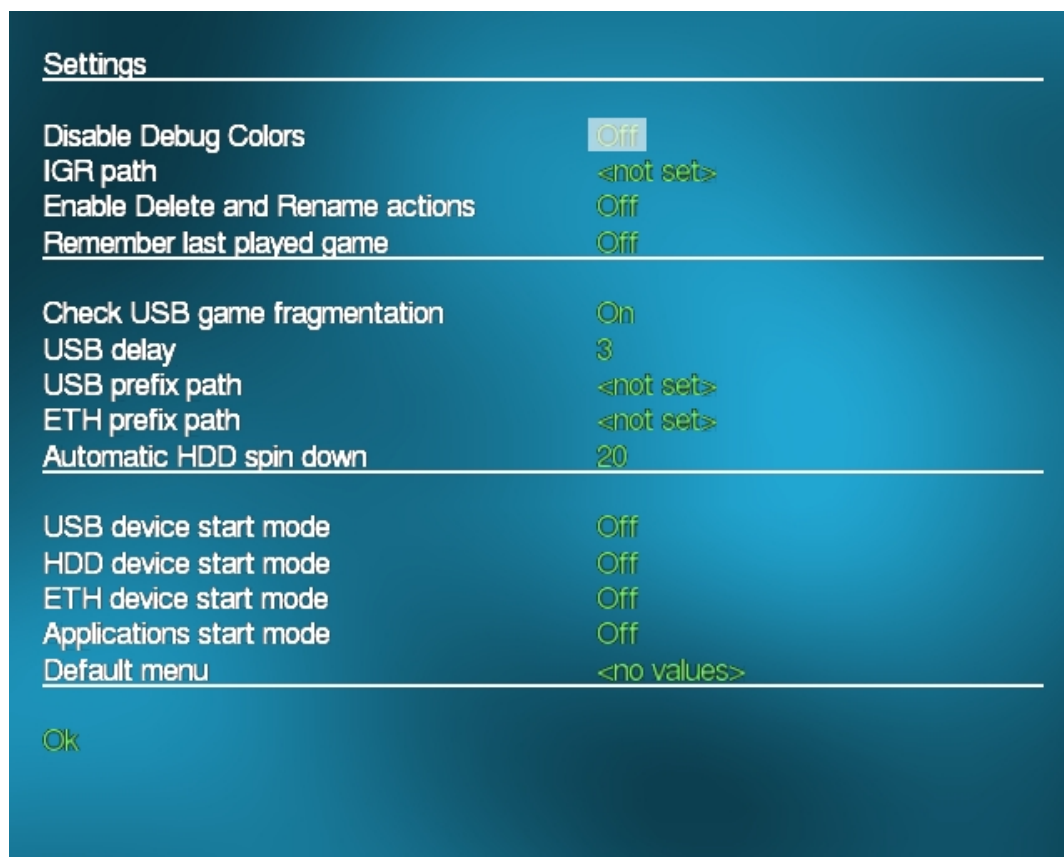 Settings
Disable Debug Colors Off
IGR path <not set>
Enable Delete and Rename actions Off
Remember last played game Off
Check USB game fragmentation On
USB delay 3
USB prefix path <not set>
ETH prefix path <not set>
Automatic HDD spin down 20
USB device start mode Off
HDD device start mode Off
ETH device start mode Off
Applications start mode Off
Default menu <no values>
Ok